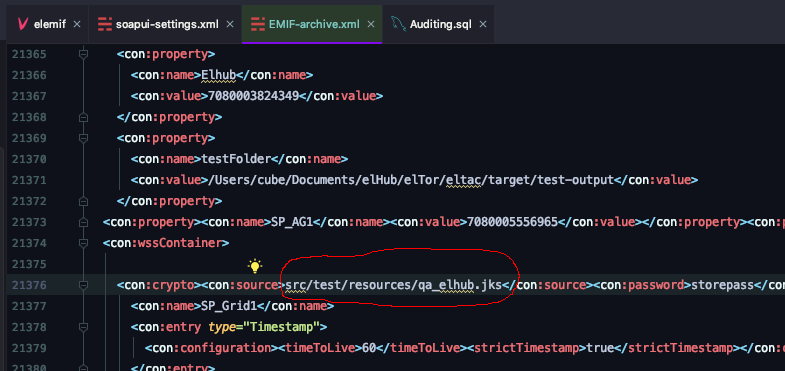 elemif × soapui-settings.xml × EMIF-archive.xml × Auditing.sql ×
21365 <con:property>
21366 <con:name>Elhub</con:name>
21367 <con:value>7080003824349</con:value>
21368 </con:property>
21369 <con:property>
21370 <con:name>testFolder</con:name>
21371 <con:value>/Users/cube/Documents/elHub/elTor/eltac/target/test-output</con:value>
21372 </con:property>
21373 <con:property><con:name>SP_AG1</con:name><con:value>7080005556965</con:value></con:property><con:p
21374 <con:wssContainer>
21375
21376 <con:crypto><con:source>src/test/resources/qa_elhub.jks</con:source><con:password>storepass</con
21377 <con:name>SP_Grid1</con:name>
21378 <con:entry type="Timestamp">
21379 <con:configuration><timeToLive>60</timeToLive><strictTimestamp>true</strictTimestamp></con:
21380 </con:entry>